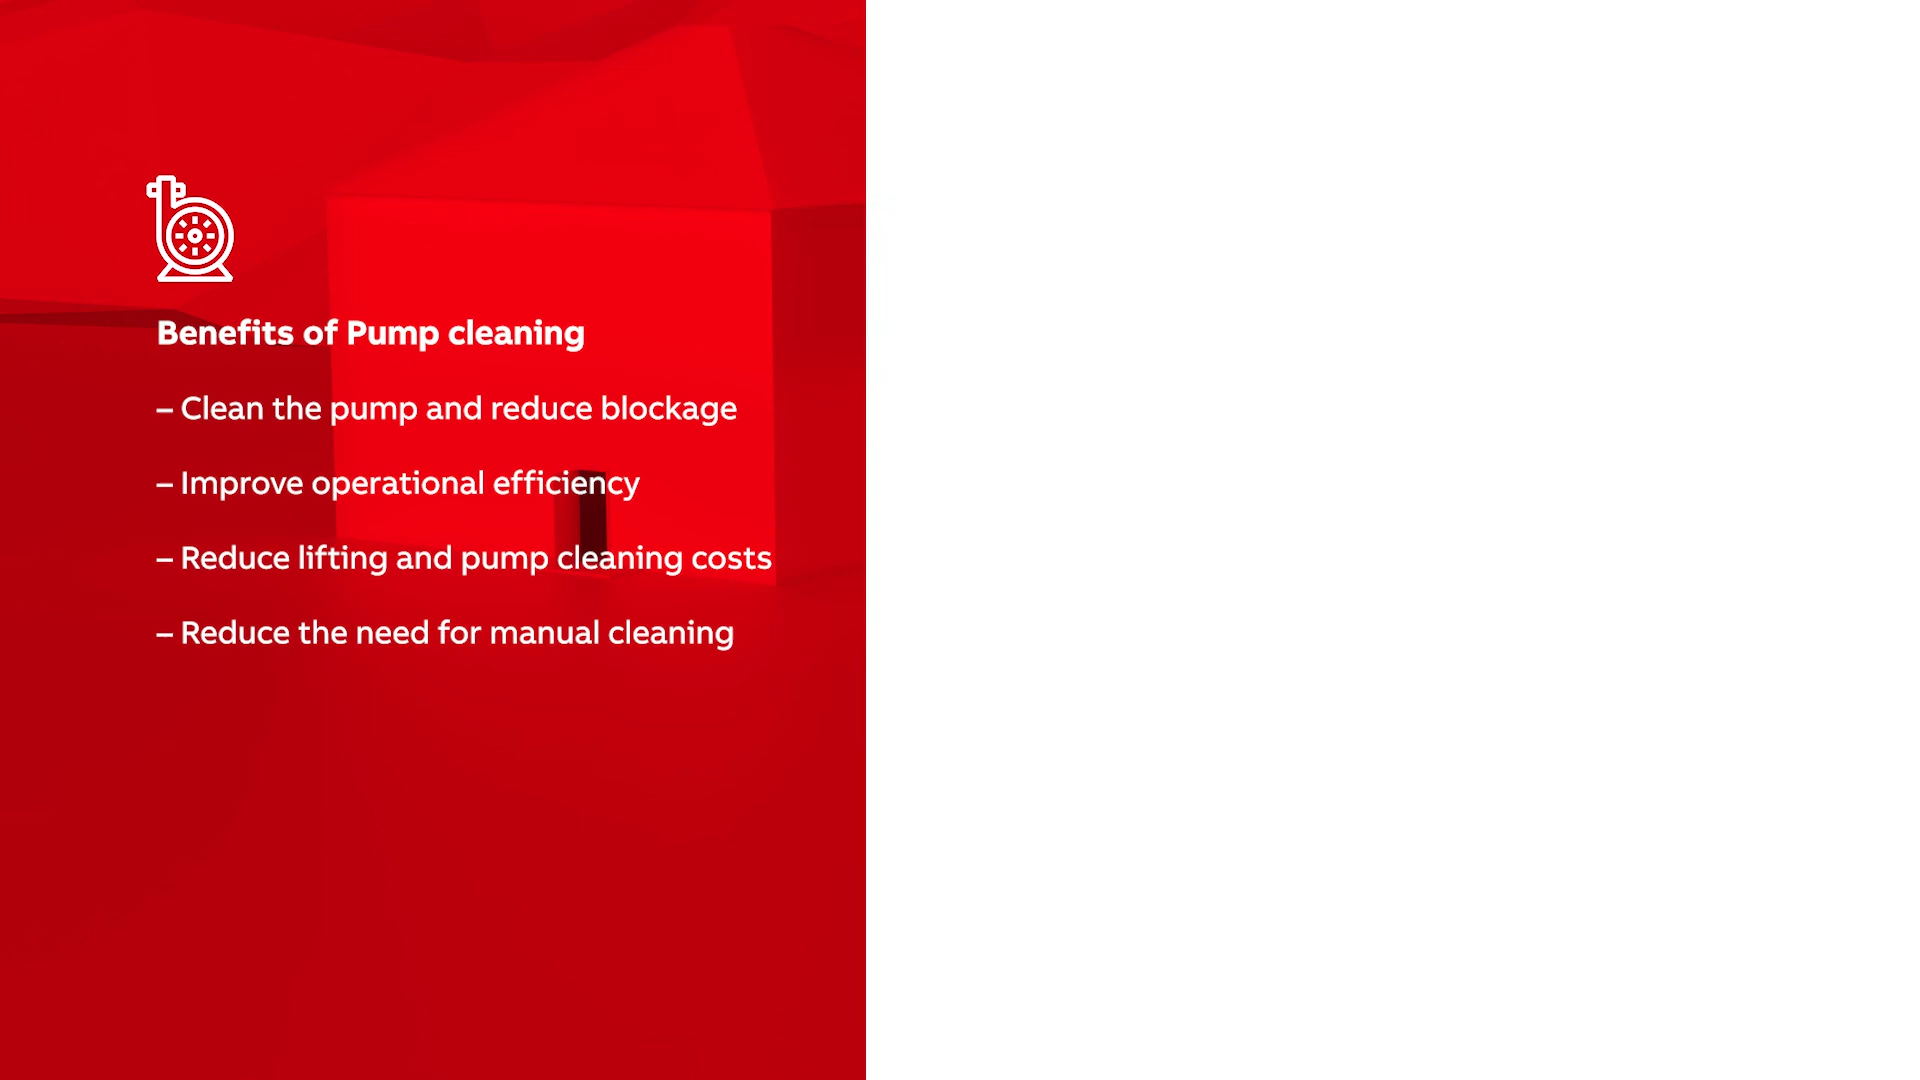 Benefits of Pump cleaning
– Clean the pump and reduce blockage
– Improve operational efficiency
– Reduce lifting and pump cleaning costs
– Reduce the need for manual cleaning